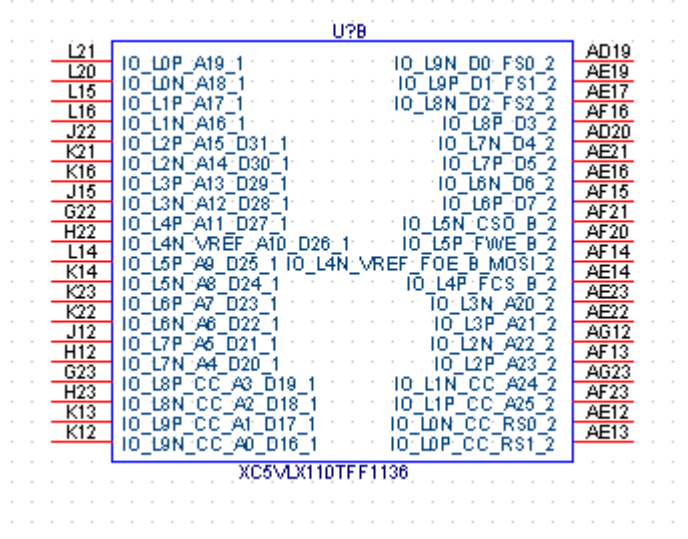 U?B
L21 IO_L0P_A19_1 IO_L9N_D0_FS0_2 AD19
L20 IO_L0N_A18_1 IO_L9P_D1_FS1_2 AE19
L15 IO_L1P_A17_1 IO_L8N_D2_FS2_2 AE17
L16 IO_L1N_A16_1 IO_L8P_D3_2 AF16
J22 IO_L2P_A15_D31_1 IO_L7N_D4_2 AD20
K21 IO_L2N_A14_D30_1 IO_L7P_D5_2 AE21
K16 IO_L3P_A13_D29_1 IO_L6N_D6_2 AE16
J15 IO_L3N_A12_D28_1 IO_L6P_D7_2 AF15
G22 IO_L4P_A11_D27_1 IO_L5N_CSO_B_2 AF21
H22 IO_L4N_VREF_A10_D26_1 IO_L5P_FWE_B_2 AF20
L14 IO_L5P_A9_D25_1 IO_L4N_VREF_FOE_B_MOSI_2 AF14
K14 IO_L5N_A8_D24_1 IO_L4P_FCS_B_2 AE14
K23 IO_L6P_A7_D23_1 IO_L3N_A20_2 AE23
K22 IO_L6N_A6_D22_1 IO_L3P_A21_2 AE22
J12 IO_L7P_A5_D21_1 IO_L2N_A22_2 AG12
H12 IO_L7N_A4_D20_1 IO_L2P_A23_2 AF13
G23 IO_L8P_CC_A3_D19_1 IO_L1N_CC_A24_2 AG23
H23 IO_L8N_CC_A2_D18_1 IO_L1P_CC_A25_2 AF23
K13 IO_L9P_CC_A1_D17_1 IO_L0N_CC_RS0_2 AE12
K12 IO_L9N_CC_A0_D16_1 IO_L0P_CC_RS1_2 AE13
XC5VLX110TFF1136